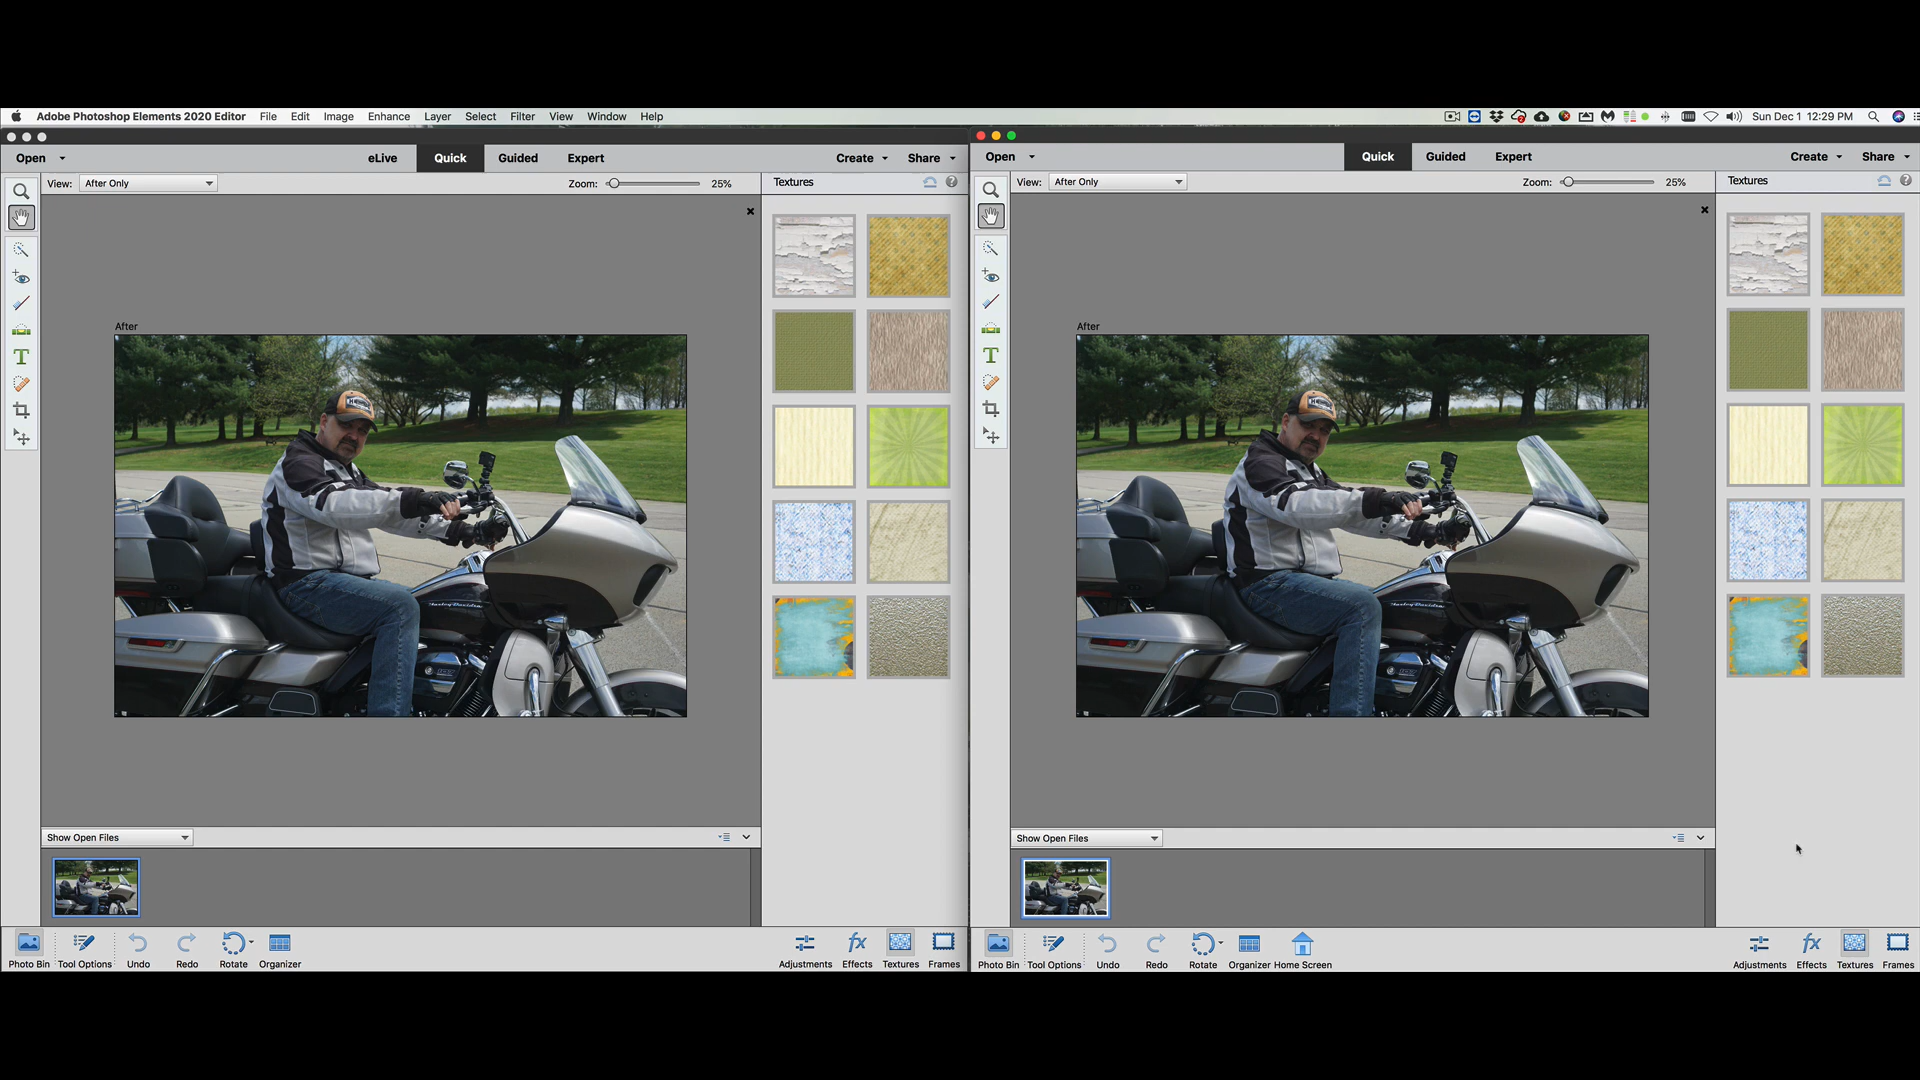 Adobe Photoshop Elements 2020 Editor File Edit Image Enhance Layer Select Filter View Window Help Sun Dec 1 12:29 PM
Open eLive Quick Guided Expert Create Share
View: After Only Zoom: 25% Textures
After
Show Open Files
Photo Bin Tool Options Undo Redo Rotate Organizer Adjustments Effects Textures Frames
Open Quick Guided Expert Create Share
View: After Only Zoom: 25% Textures
After
Show Open Files
Photo Bin Tool Options Undo Redo Rotate Organizer Home Screen Adjustments Effects Textures Frames
Harley-Davidson
Harley-Davidson